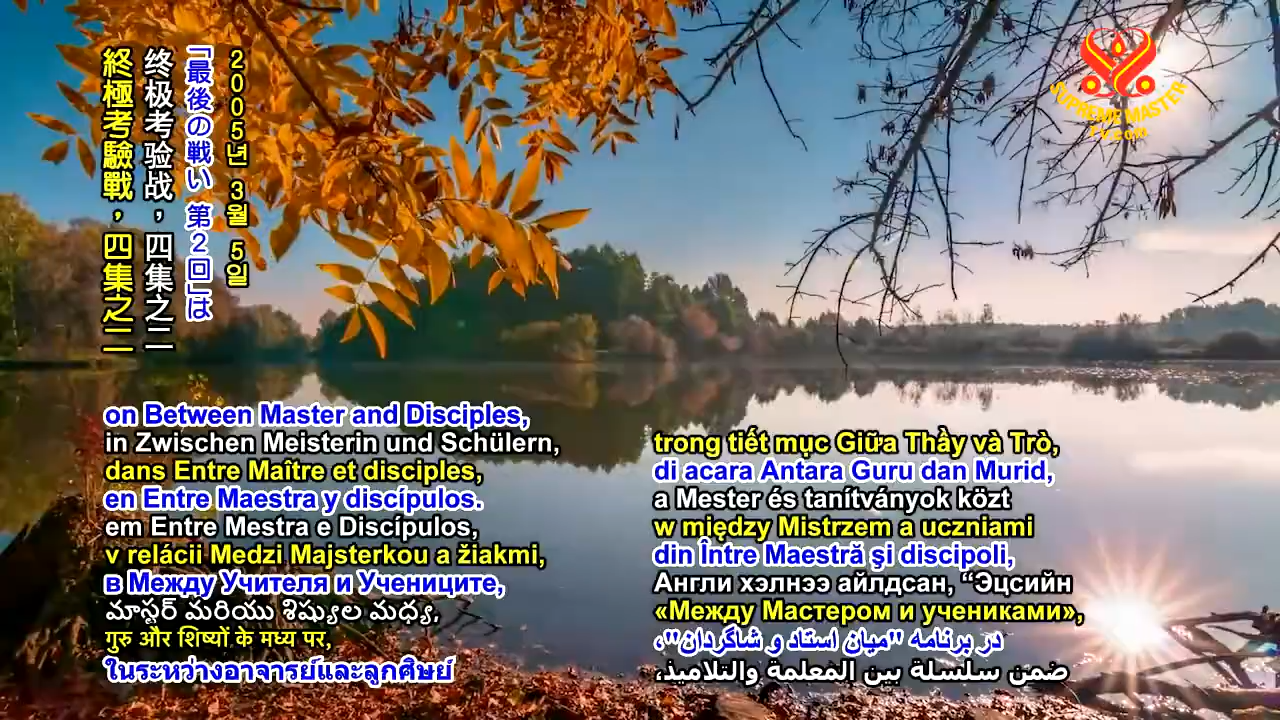 SUPREME MASTER
TV.com
2005년 3월 5일
「最後の戦い 第2回」は
终极考验战，四集之二
終極考驗戰，四集之二
on Between Master and Disciples,
in Zwischen Meisterin und Schülern,
dans Entre Maître et disciples,
en Entre Maestra y discípulos.
em Entre Mestra e Discípulos,
v relácii Medzi Majsterkou a žiakmi,
в Между Учителя и Учениците,
మాస్టర్ మరియు శిష్యుల మధ్య,
गुरु और शिष्यों के मध्य पर,
ในระหว่างอาจารย์และลูกศิษย์
trong tiết mục Giữa Thầy và Trò,
di acara Antara Guru dan Murid,
a Mester és tanítványok közt
w między Mistrzem a uczniami
din Între Maestră şi discipoli,
Англи хэлнээ айлдсан, “Эцсийн
«Между Мастером и учениками»,
در برنامه "میان استاد و شاگردان"،
ضمن سلسلة بين المعلمة والتلاميذ،